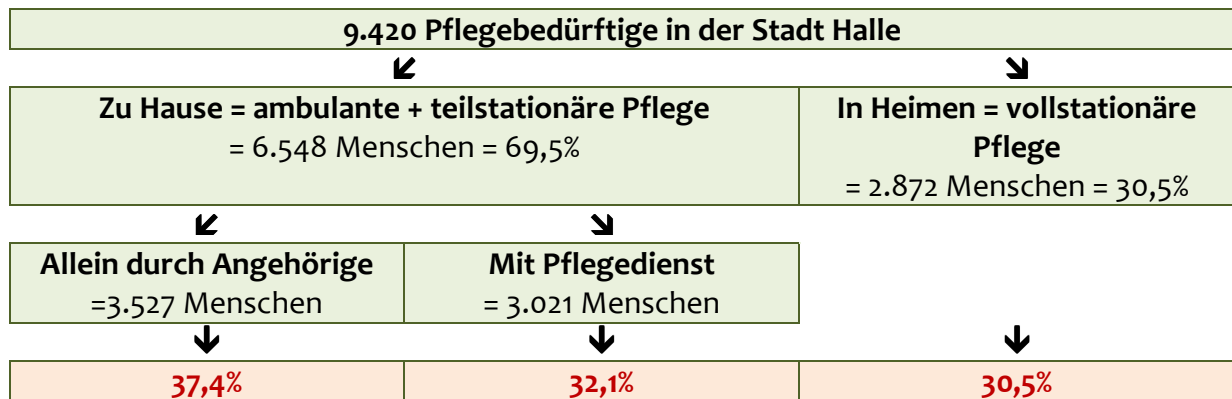 9.420 Pflegebedürftige in der Stadt Halle
Zu Hause = ambulante + teilstationäre Pflege
= 6.548 Menschen = 69,5%
In Heimen = vollstationäre
Pflege
= 2.872 Menschen = 30,5%
Allein durch Angehörige
=3.527 Menschen
Mit Pflegedienst
= 3.021 Menschen
37,4%
32,1%
30,5%